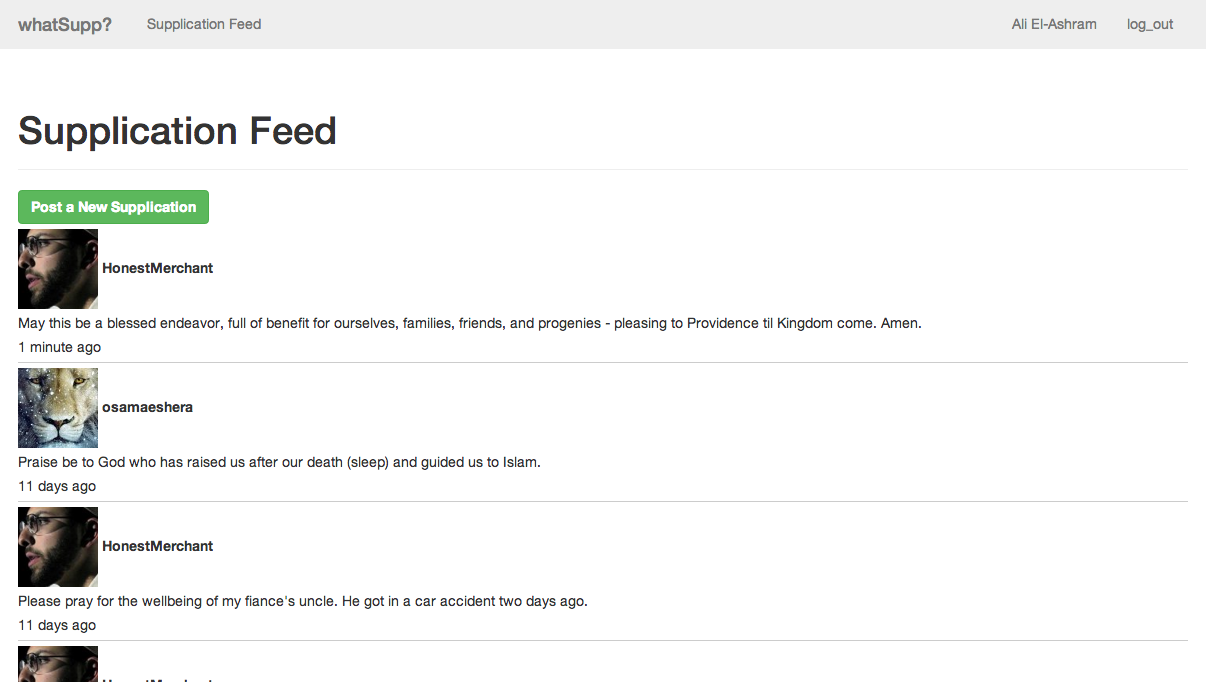 whatSupp? Supplication Feed Ali El-Ashram log_out
Supplication Feed
Post a New Supplication
HonestMerchant
May this be a blessed endeavor, full of benefit for ourselves, families, friends, and progenies - pleasing to Providence til Kingdom come. Amen.
1 minute ago
osamaeshera
Praise be to God who has raised us after our death (sleep) and guided us to Islam.
11 days ago
HonestMerchant
Please pray for the wellbeing of my fiance's uncle. He got in a car accident two days ago.
11 days ago